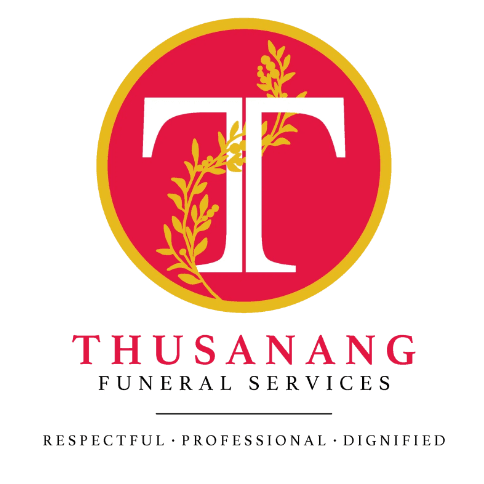 T
THUSANANG
FUNERAL SERVICES
RESPECTFUL · PROFESSIONAL · DIGNIFIED